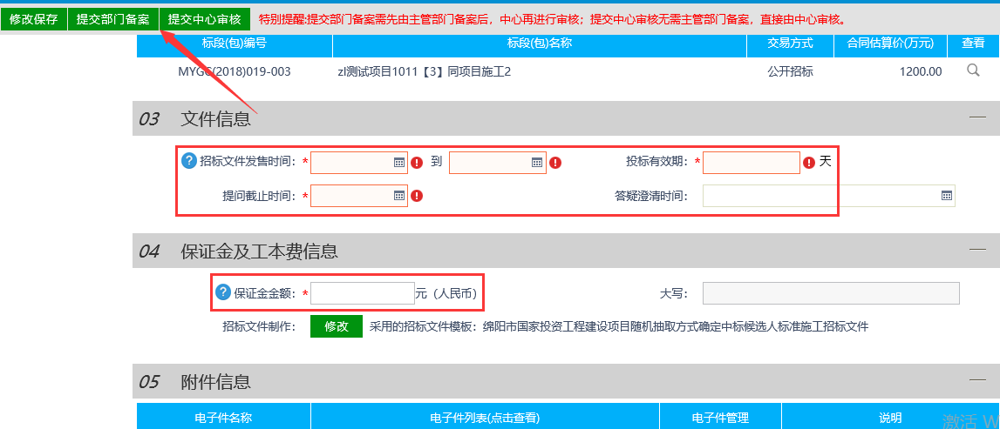 修改保存 提交部门备案 提交中心审核 特别提醒:提交部门备案需先由主管部门备案后，中心再进行审核；提交中心审核无需主管部门备案，直接由中心审核。
标段(包)编号 标段(包)名称 交易方式 合同估算价(万元) 查看
MYGC(2018)019-003 zl测试项目1011【3】同项目施工2 公开招标 1200.00
03 文件信息
招标文件发售时间：* 到 投标有效期：* 天
提问截止时间：* 答疑澄清时间：
04 保证金及工本费信息
保证金金额：* 元（人民币） 大写：
招标文件制作： 修改 采用的招标文件模板：绵阳市国家投资工程建设项目随机抽取方式确定中标候选人标准施工招标文件
05 附件信息
电子件名称 电子件列表(点击查看) 电子件管理 说明
激活 W